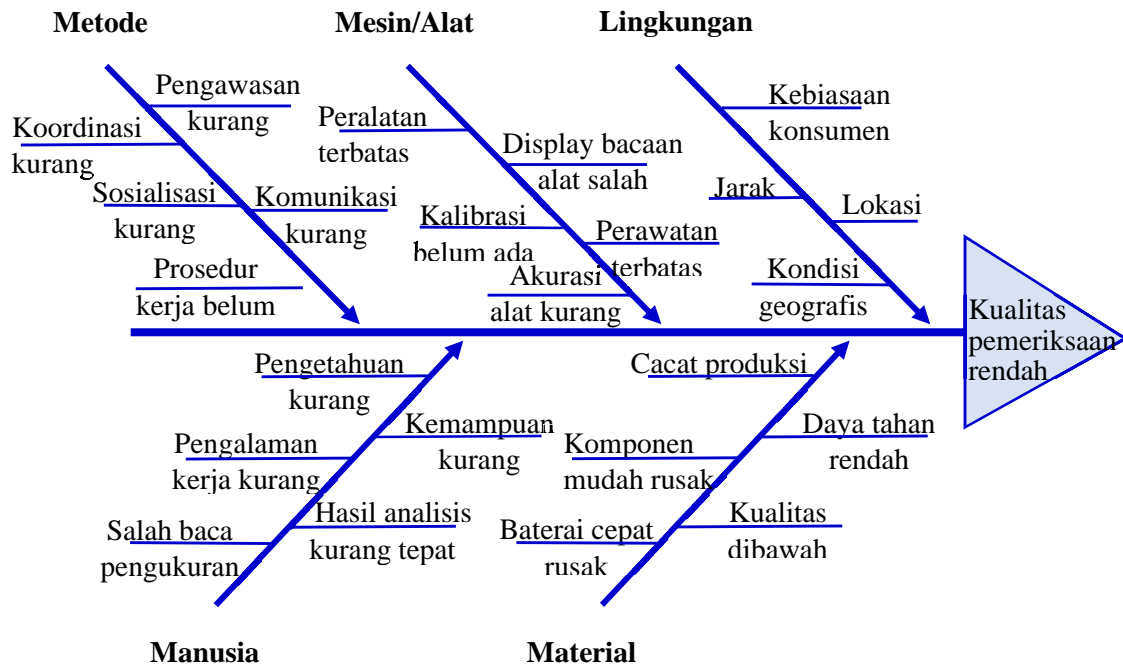 Metode
Mesin/Alat
Lingkungan
Pengawasan
kurang
Koordinasi
kurang
Sosialisasi
kurang
Komunikasi
kurang
Prosedur
kerja belum
Peralatan
terbatas
Display bacaan
alat salah
Kalibrasi
belum ada
Perawatan
terbatas
Akurasi
alat kurang
Kebiasaan
konsumen
Jarak
Lokasi
Kondisi
geografis
Kualitas
pemeriksaan
rendah
Pengetahuan
kurang
Kemampuan
kurang
Pengalaman
kerja kurang
Hasil analisis
kurang tepat
Salah baca
pengukuran
Cacat produksi
Daya tahan
rendah
Komponen
mudah rusak
Kualitas
dibawah
Baterai cepat
rusak
Manusia
Material